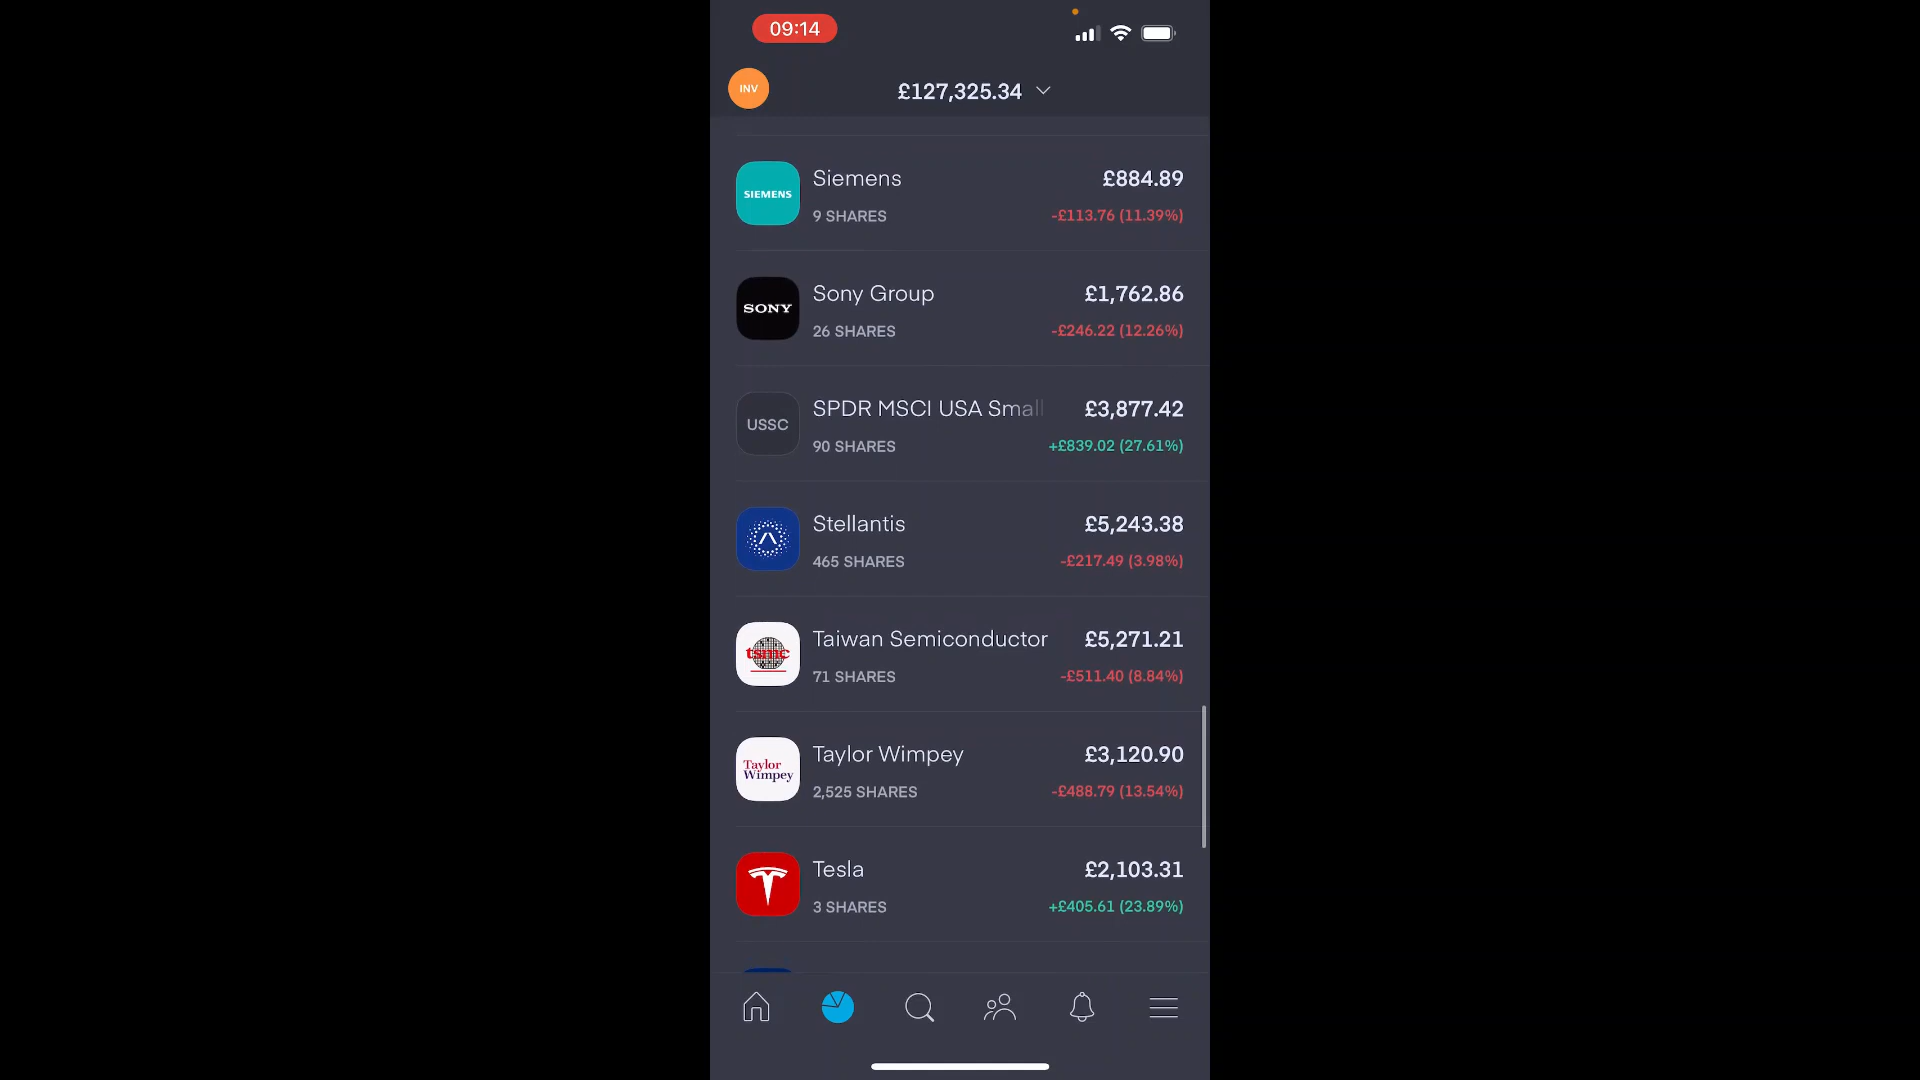 09:14
INV
£127,325.34
SIEMENS
Siemens
£884.89
9 SHARES
-£113.76 (11.39%)
SONY
Sony Group
£1,762.86
26 SHARES
-£246.22 (12.26%)
USSC
SPDR MSCI USA Small
£3,877.42
90 SHARES
+£839.02 (27.61%)
Stellantis
£5,243.38
465 SHARES
-£217.49 (3.98%)
tsmc
Taiwan Semiconductor
£5,271.21
71 SHARES
-£511.40 (8.84%)
Taylor
Wimpey
Taylor Wimpey
£3,120.90
2,525 SHARES
-£488.79 (13.54%)
Tesla
£2,103.31
3 SHARES
+£405.61 (23.89%)